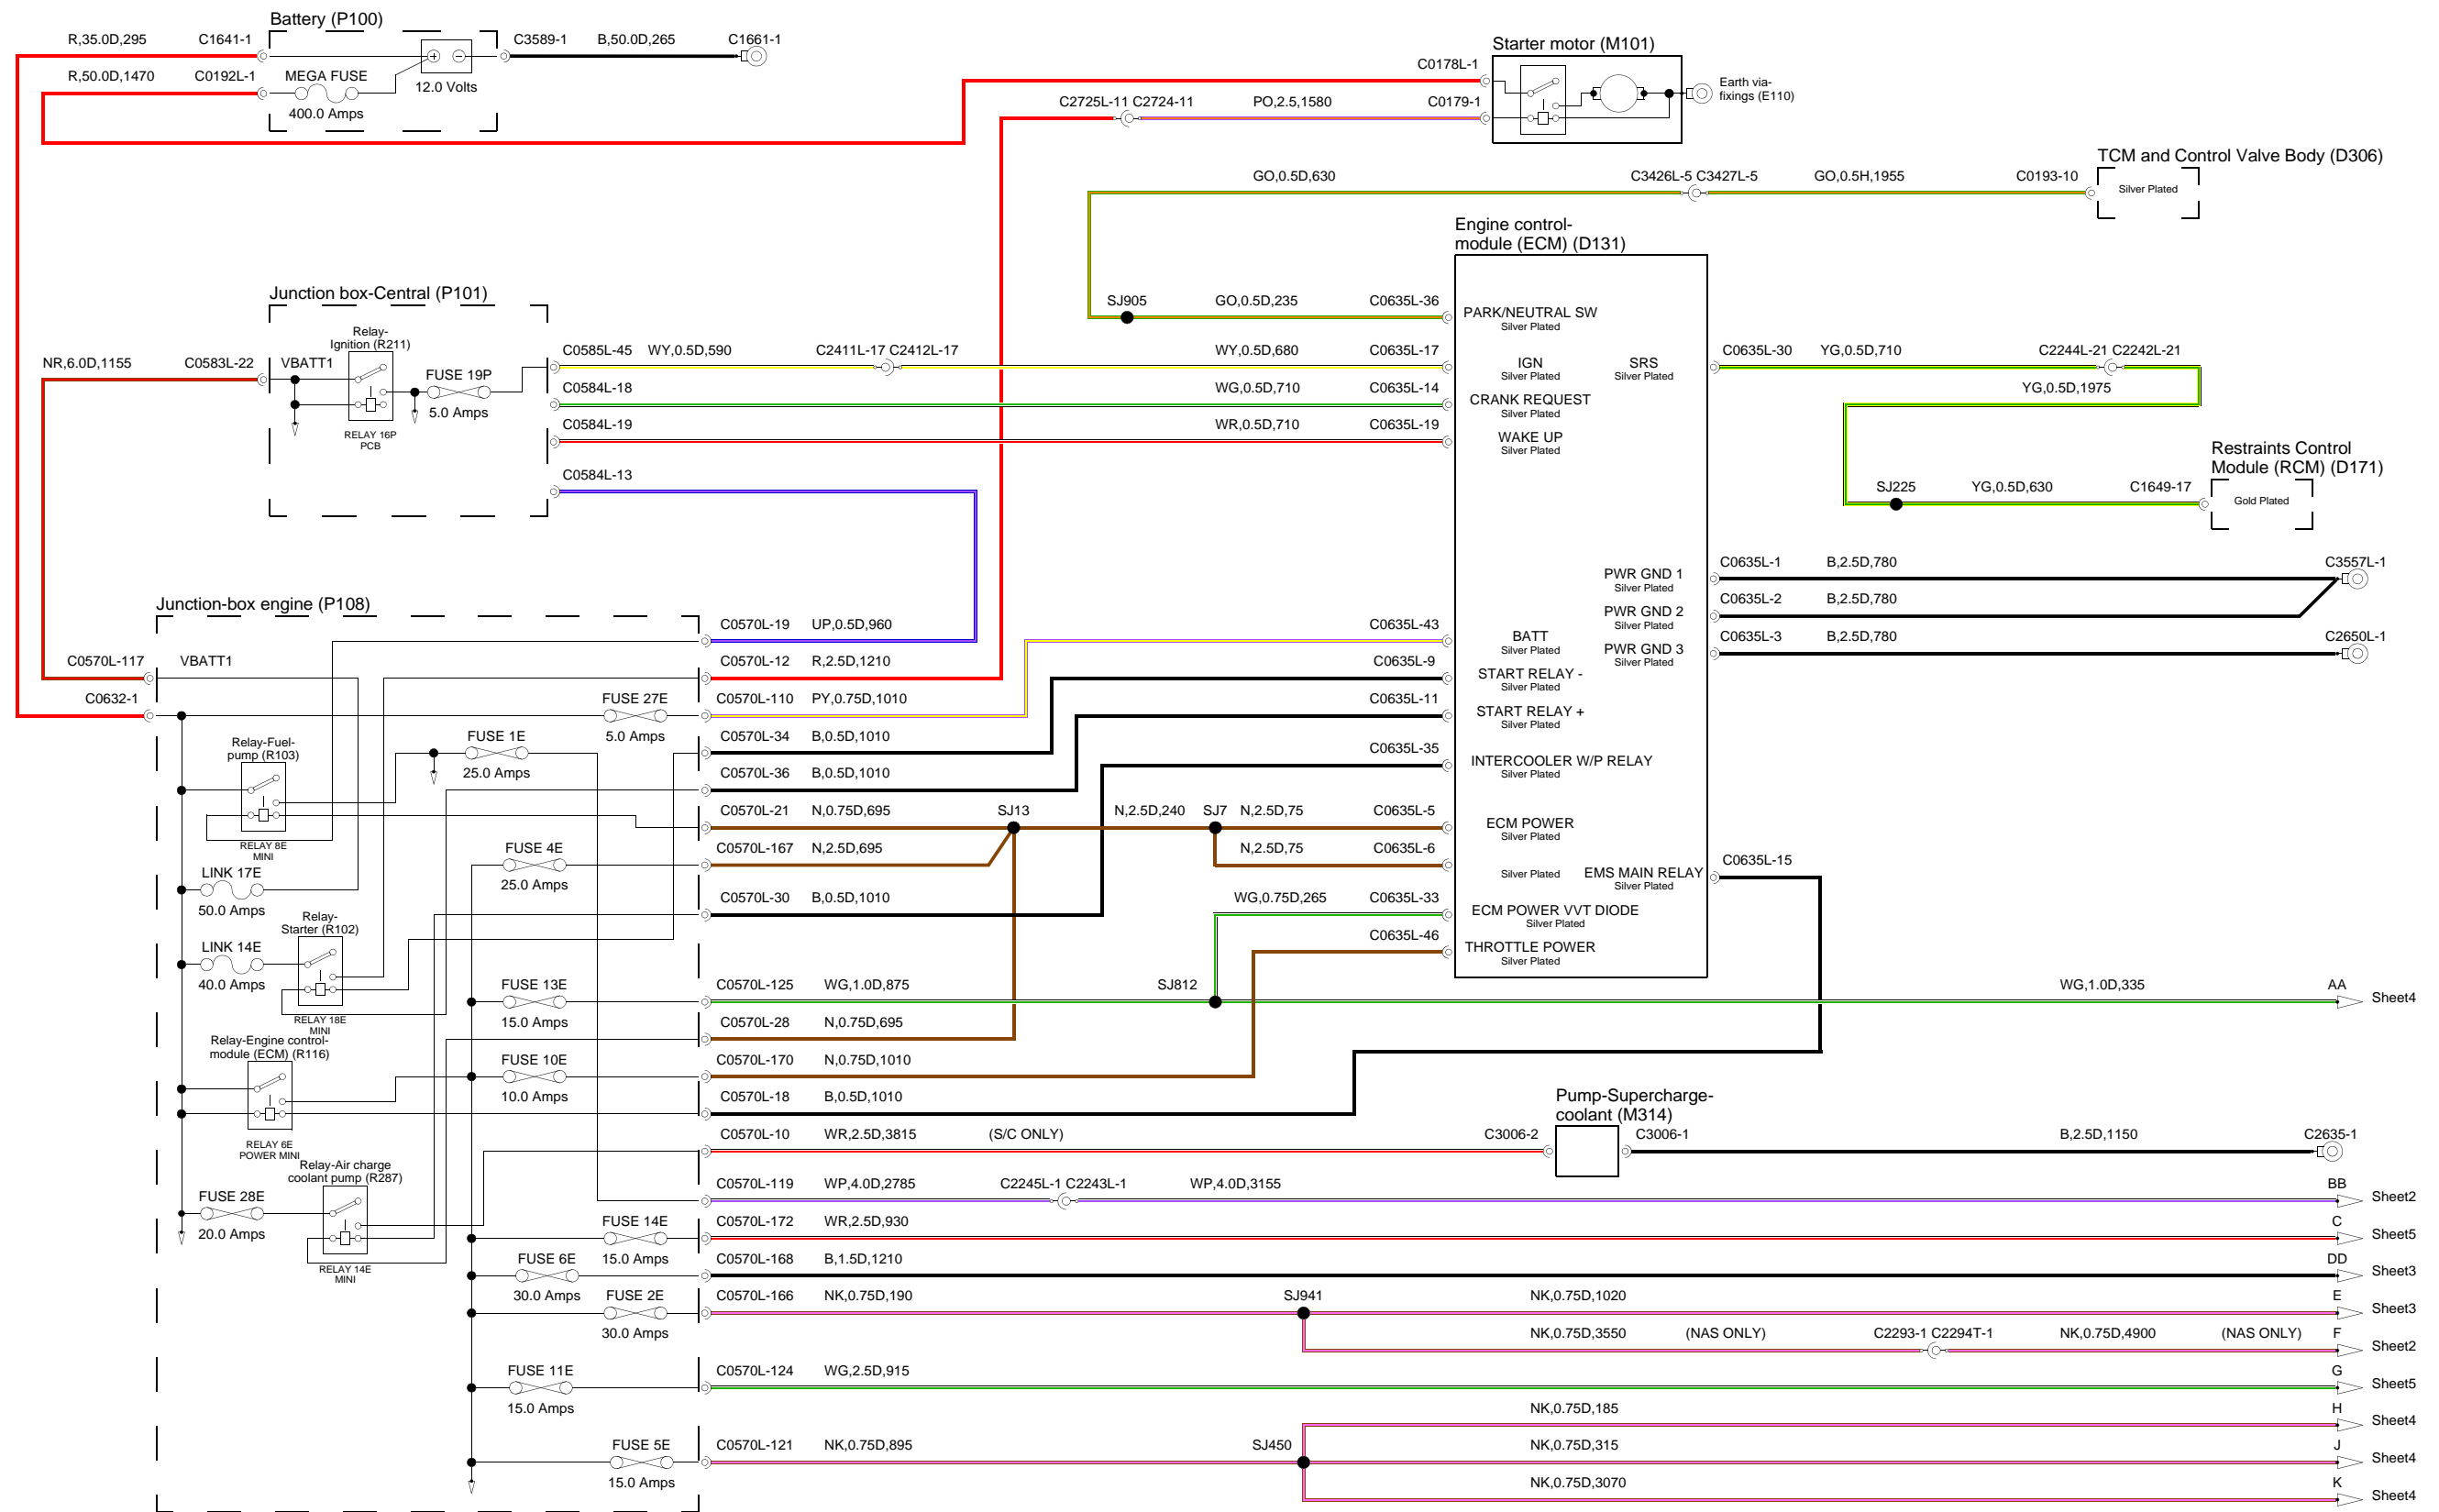 Battery (P100)
R,35.0D,295 C1641-1 C3589-1 B,50.0D,265 C1661-1
R,50.0D,1470 C0192L-1 MEGA FUSE
12.0 Volts
400.0 Amps
Starter motor (M101)
C0178L-1
Earth via-
fixings (E110)
C2725L-11 C2724-11 PO,2.5,1580 C0179-1
TCM and Control Valve Body (D306)
GO,0.5D,630 C3426L-5 C3427L-5 GO,0.5H,1955 C0193-10
Silver Plated
Engine control-
module (ECM) (D131)
Junction box-Central (P101)
SJ905 GO,0.5D,235 C0635L-36
PARK/NEUTRAL SW
Silver Plated
Relay-
Ignition (R211)
NR,6.0D,1155 C0583L-22 VBATT1
FUSE 19P
5.0 Amps
RELAY 16P
PCB
C0585L-45 WY,0.5D,590 C2411L-17 C2412L-17 WY,0.5D,680 C0635L-17
IGN
Silver Plated
SRS
Silver Plated
C0635L-30 YG,0.5D,710 C2244L-21 C2242L-21
YG,0.5D,1975
C0584L-18 WG,0.5D,710 C0635L-14
CRANK REQUEST
Silver Plated
C0584L-19 WR,0.5D,710 C0635L-19
WAKE UP
Silver Plated
C0584L-13
Restraints Control
Module (RCM) (D171)
SJ225 YG,0.5D,630 C1649-17
Gold Plated
PWR GND 1
Silver Plated
C0635L-1 B,2.5D,780 C3557L-1
PWR GND 2
Silver Plated
C0635L-2 B,2.5D,780
PWR GND 3
Silver Plated
C0635L-3 B,2.5D,780 C2650L-1
Junction-box engine (P108)
C0570L-19 UP,0.5D,960 C0635L-43
BATT
Silver Plated
C0570L-117 VBATT1
C0570L-12 R,2.5D,1210 C0635L-9
START RELAY -
Silver Plated
C0632-1
FUSE 27E
5.0 Amps
C0570L-110 PY,0.75D,1010 C0635L-11
START RELAY +
Silver Plated
Relay-Fuel-
pump (R103)
RELAY 8E
MINI
FUSE 1E
25.0 Amps
C0570L-34 B,0.5D,1010 C0635L-35
INTERCOOLER W/P RELAY
Silver Plated
C0570L-36 B,0.5D,1010
C0570L-21 N,0.75D,695 SJ13 N,2.5D,240 SJ7 N,2.5D,75 C0635L-5
ECM POWER
Silver Plated
FUSE 4E
25.0 Amps
C0570L-167 N,2.5D,695 N,2.5D,75 C0635L-6
Silver Plated
EMS MAIN RELAY
Silver Plated
C0635L-15
LINK 17E
50.0 Amps
C0570L-30 B,0.5D,1010 WG,0.75D,265 C0635L-33
ECM POWER VVT DIODE
Silver Plated
Relay-
Starter (R102)
LINK 14E
40.0 Amps
RELAY 18E
MINI
C0635L-46
THROTTLE POWER
Silver Plated
FUSE 13E
15.0 Amps
C0570L-125 WG,1.0D,875 SJ812 WG,1.0D,335 AA
Sheet4
C0570L-28 N,0.75D,695
Relay-Engine control-
module (ECM) (R116)
RELAY 6E
POWER MINI
FUSE 10E
10.0 Amps
C0570L-170 N,0.75D,1010
C0570L-18 B,0.5D,1010
Pump-Supercharge-
coolant (M314)
C0570L-10 WR,2.5D,3815 (S/C ONLY) C3006-2 C3006-1 B,2.5D,1150 C2635-1
Relay-Air charge
coolant pump (R287)
RELAY 14E
MINI
FUSE 28E
20.0 Amps
C0570L-119 WP,4.0D,2785 C2245L-1 C2243L-1 WP,4.0D,3155 BB
Sheet2
FUSE 14E
15.0 Amps
C0570L-172 WR,2.5D,930 C
Sheet5
FUSE 6E
30.0 Amps
C0570L-168 B,1.5D,1210 DD
Sheet3
FUSE 2E
30.0 Amps
C0570L-166 NK,0.75D,190 SJ941 NK,0.75D,1020 E
Sheet3
NK,0.75D,3550 (NAS ONLY) C2293-1 C2294T-1 NK,0.75D,4900 (NAS ONLY) F
Sheet2
FUSE 11E
15.0 Amps
C0570L-124 WG,2.5D,915 G
Sheet5
NK,0.75D,185 H
Sheet4
FUSE 5E
15.0 Amps
C0570L-121 NK,0.75D,895 SJ450 NK,0.75D,315 J
Sheet4
NK,0.75D,3070 K
Sheet4